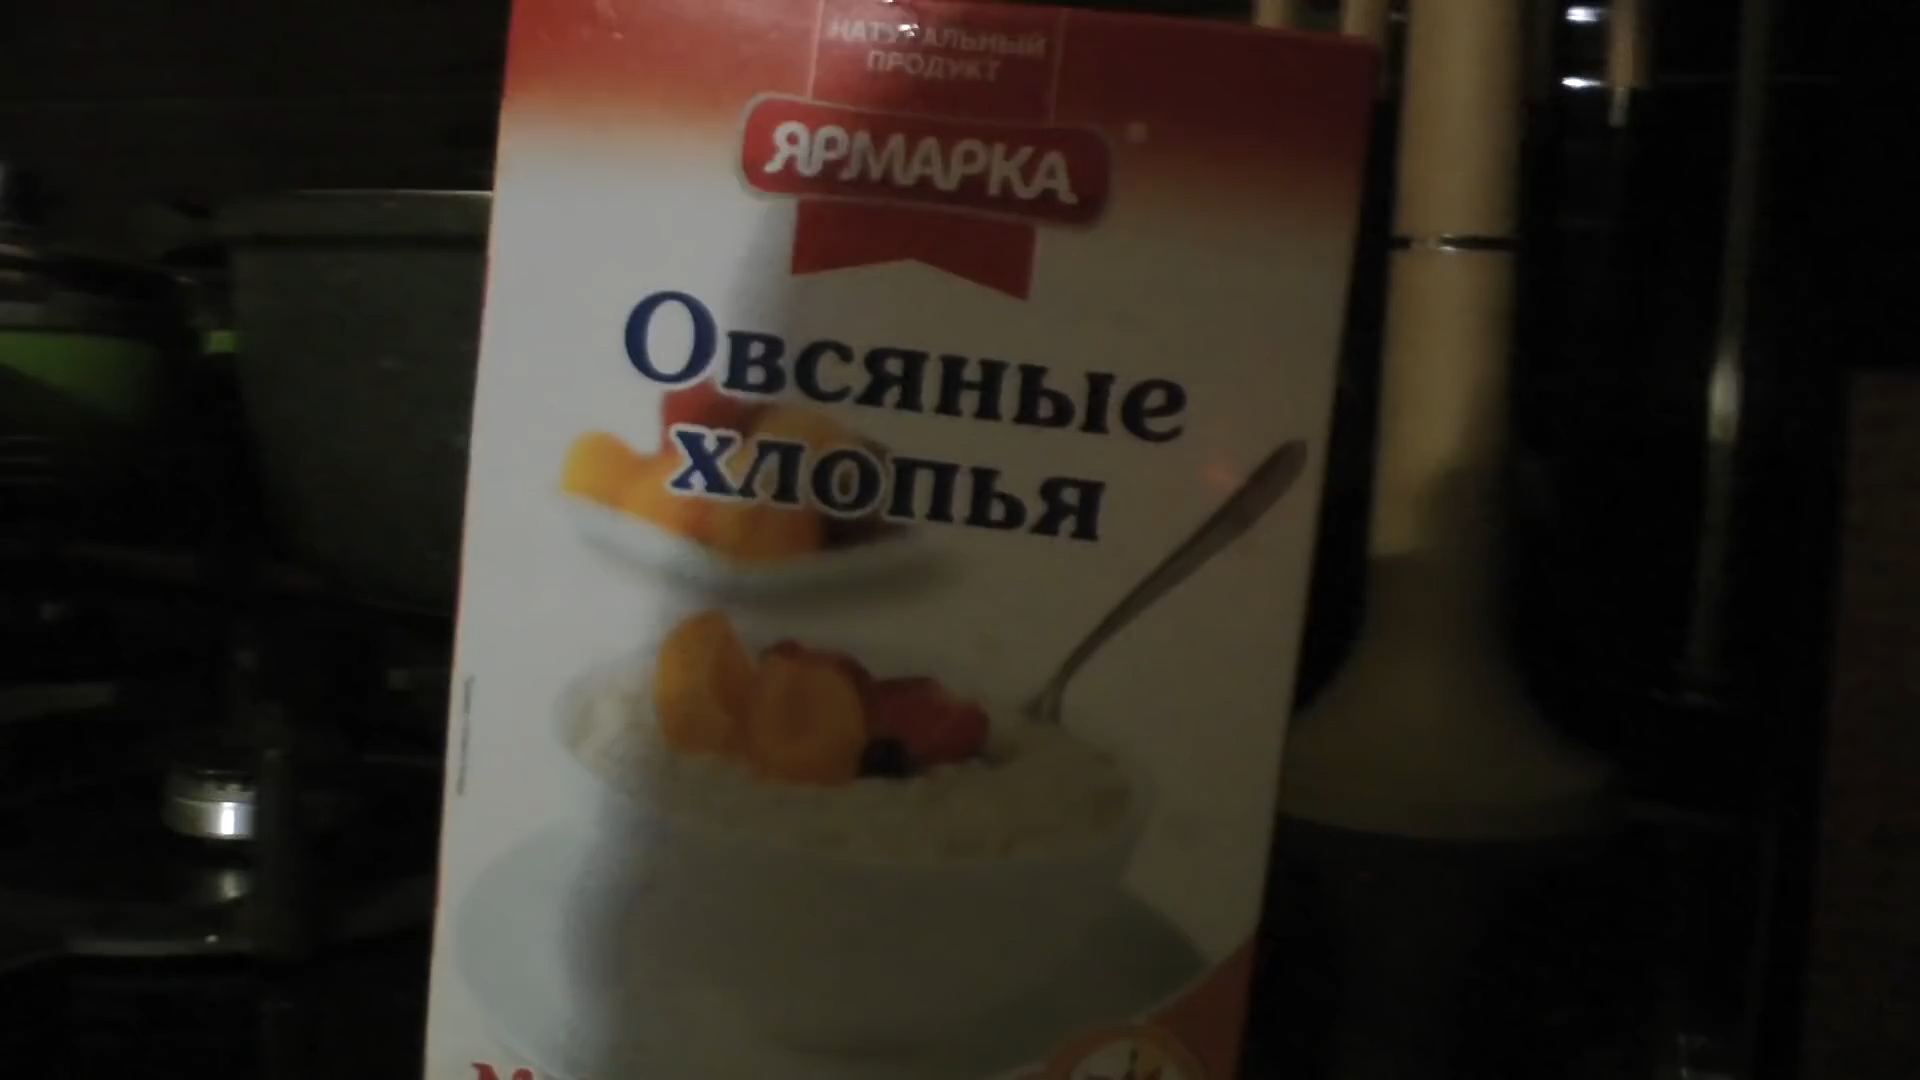 НАТУРАЛЬНЫЙ
ПРОДУКТ
ЯРМАРКА
Овсяные
хлопья